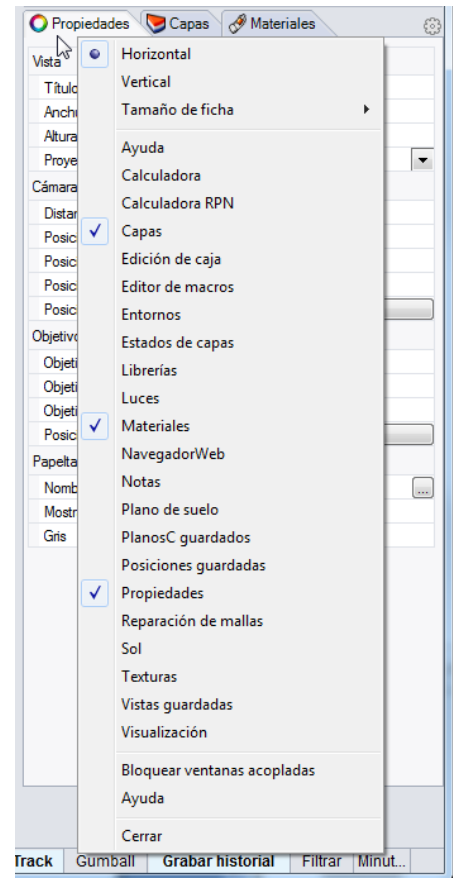 Propiedades Capas Materiales
Vista
Horizontal
Vertical
Tamaño de ficha
Ayuda
Calculadora
Calculadora RPN
Capas
Edición de caja
Editor de macros
Entornos
Estados de capas
Librerías
Luces
Materiales
NavegadorWeb
Notas
Plano de suelo
PlanosC guardados
Posiciones guardadas
Propiedades
Reparación de mallas
Sol
Texturas
Vistas guardadas
Visualización
Bloquear ventanas acopladas
Ayuda
Cerrar
Título
Altura
Proye
Cámara
Distar
Posic
Posic
Posic
Posic
Objetivo
Objeti
Objeti
Objeti
Posic
Papelta
Nomb
Mostr
Gris
...
Track Gumball Grabar historial Filtrar Minut...